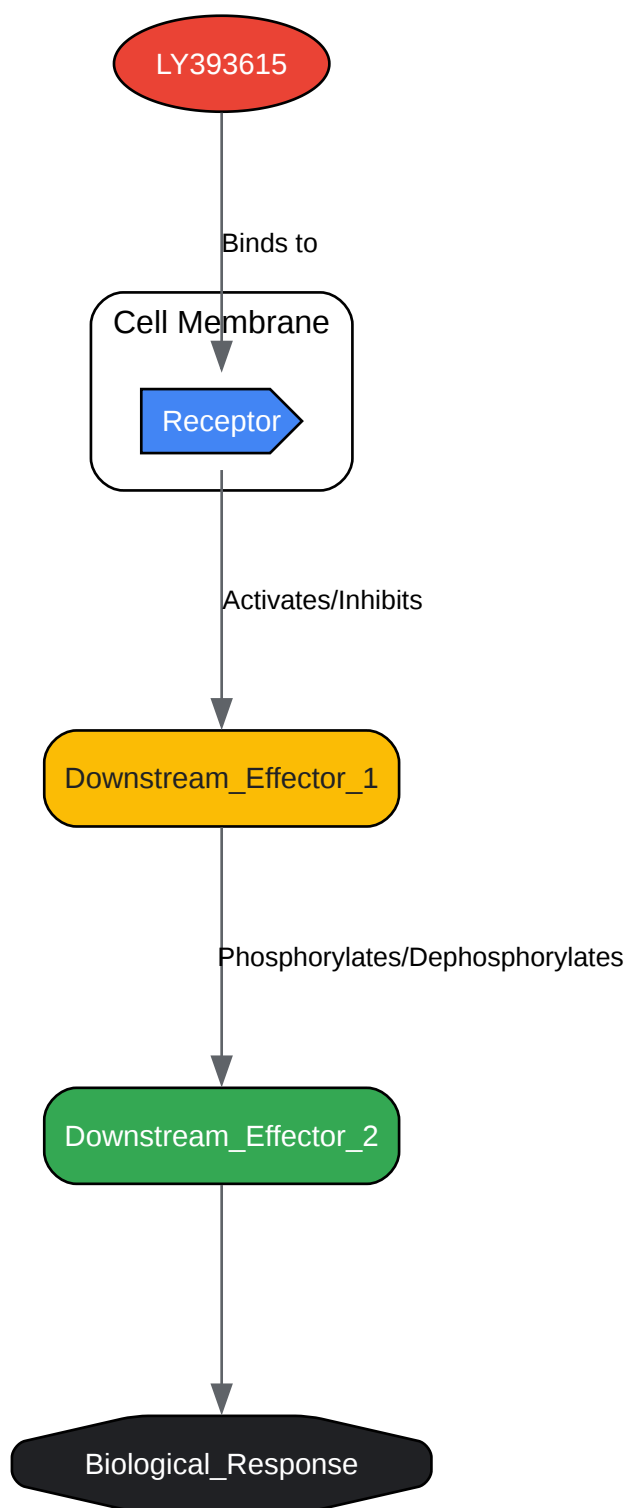 LY393615
Binds to
Cell Membrane
Receptor
Activates/Inhibits
Downstream_Effector_1
Phosphorylates/Dephosphorylates
Downstream_Effector_2
Biological_Response